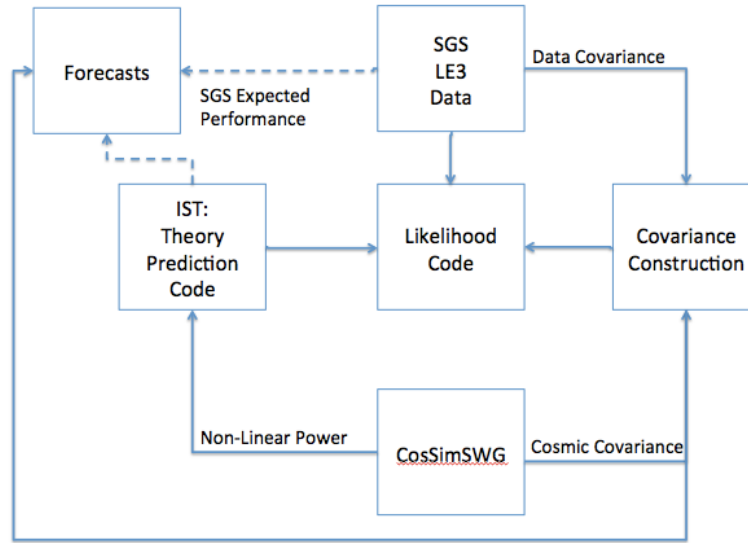 Forecasts
SGS
LE3
Data
Data Covariance
SGS Expected
Performance
IST:
Theory
Prediction
Code
Likelihood
Code
Covariance
Construction
Non-Linear Power
CosSimSWG
Cosmic Covariance